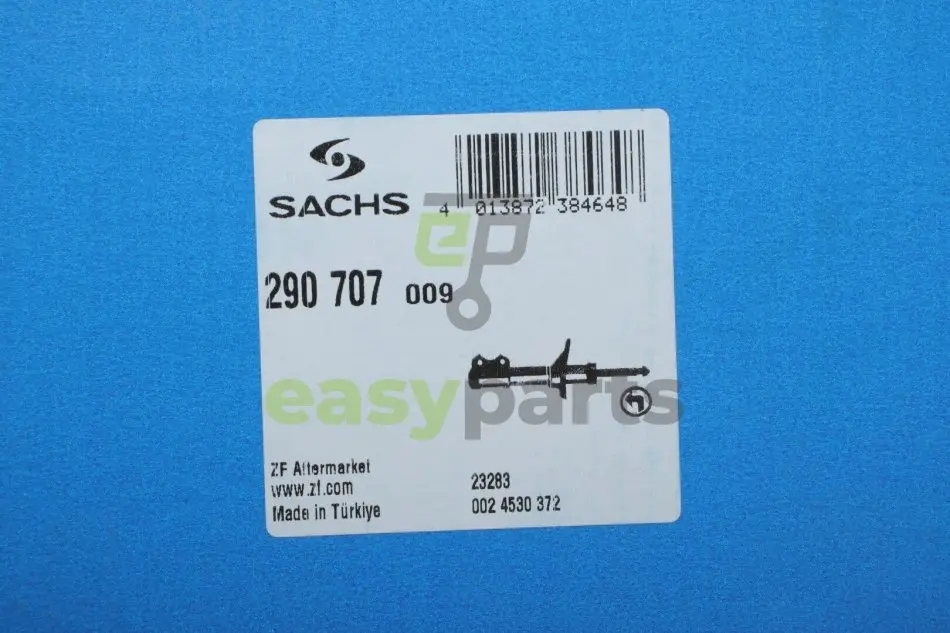 SACHS
4 013872 384648
290 707 009
easyparts
ZF Aftermarket
www.zf.com
Made in Türkiye
23283
002 4530 372